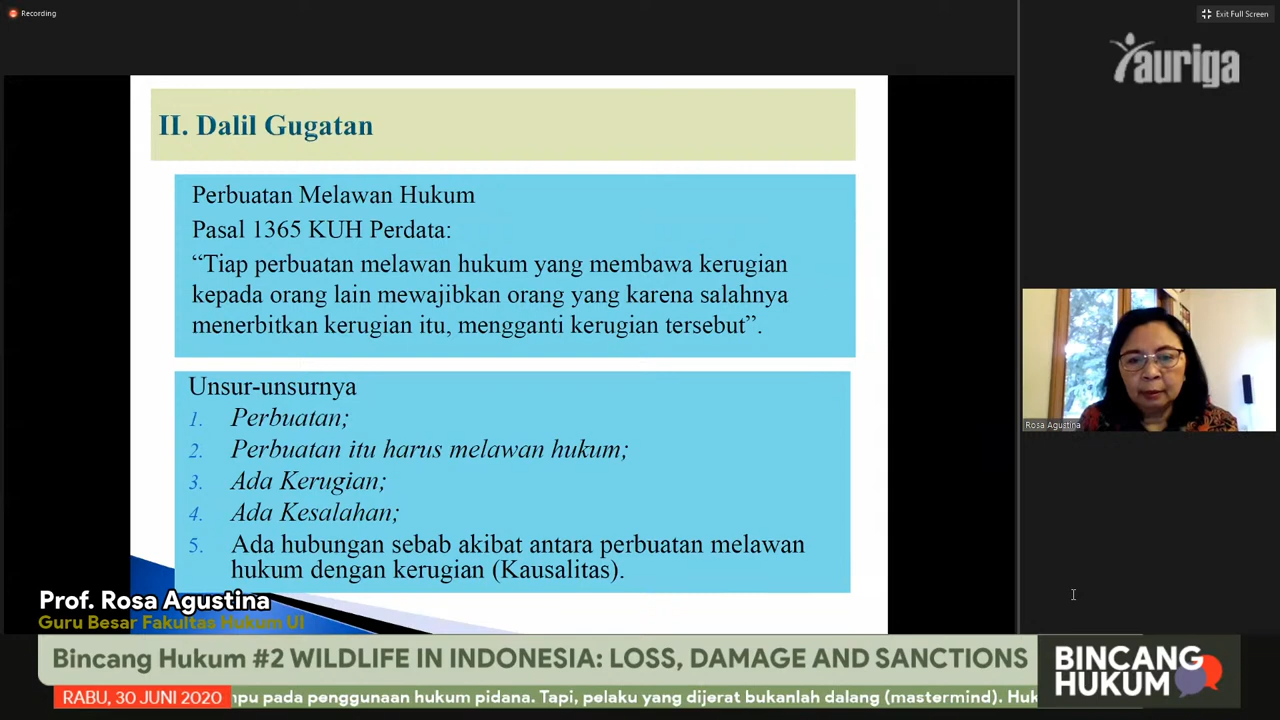 Recording
Exit Full Screen
auriga
II. Dalil Gugatan
Perbuatan Melawan Hukum
Pasal 1365 KUH Perdata:
“Tiap perbuatan melawan hukum yang membawa kerugian
kepada orang lain mewajibkan orang yang karena salahnya
menerbitkan kerugian itu, mengganti kerugian tersebut”.
Unsur-unsurnya
1. Perbuatan;
2. Perbuatan itu harus melawan hukum;
3. Ada Kerugian;
4. Ada Kesalahan;
5. Ada hubungan sebab akibat antara perbuatan melawan
hukum dengan kerugian (Kausalitas).
Rosa Agustina
Prof. Rosa Agustina
Guru Besar Fakultas Hukum UI
Bincang Hukum #2 WILDLIFE IN INDONESIA: LOSS, DAMAGE AND SANCTIONS
BINCANG
HUKUM
RABU, 30 JUNI 2020
pada penggunaan hukum pidana. Tapi, pelaku yang dijerat bukanlah dalang (mastermind).